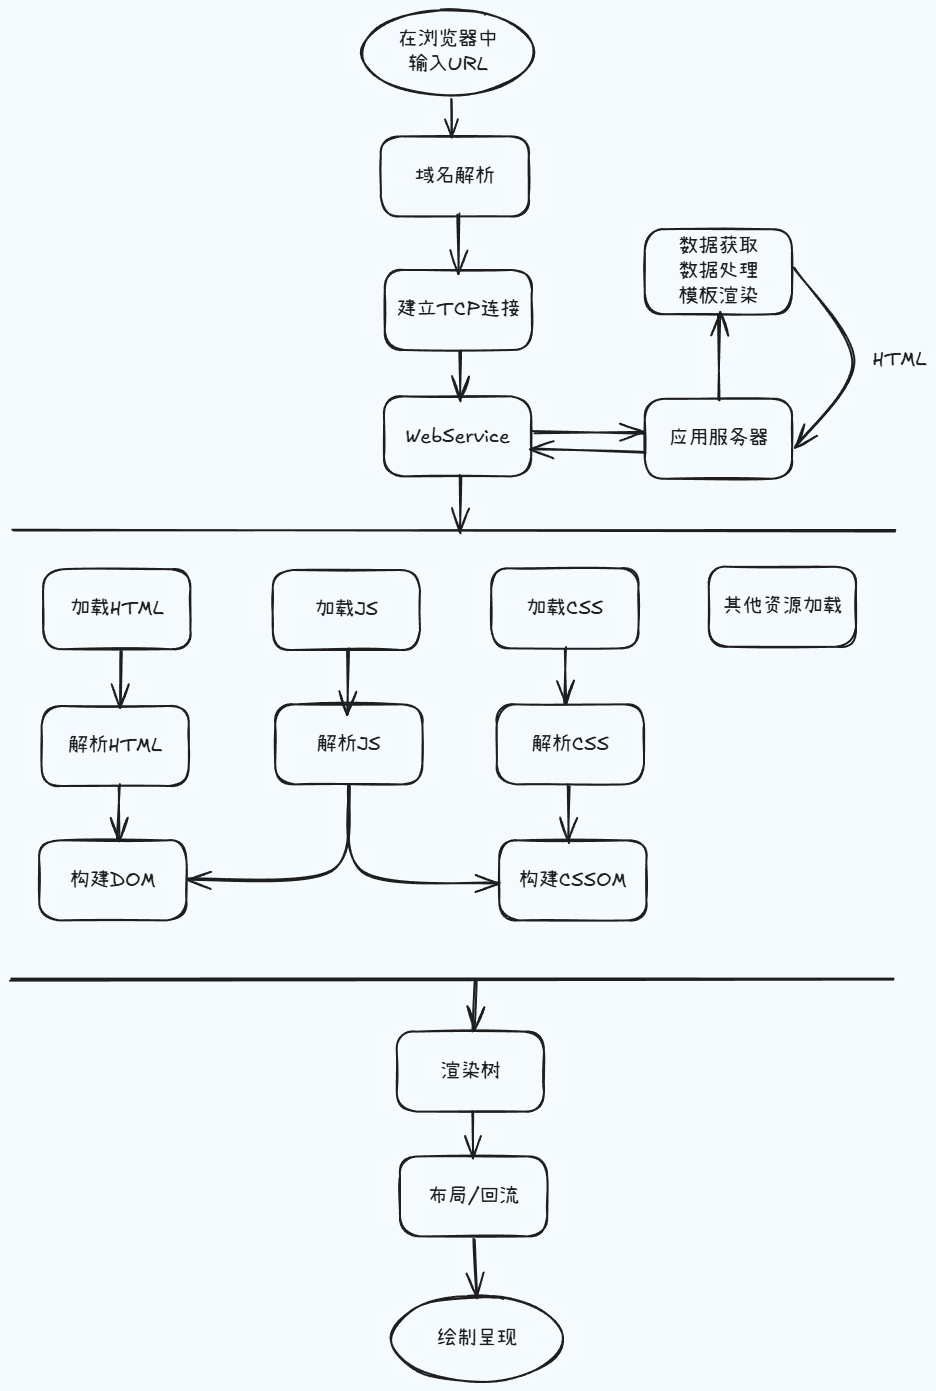 在浏览器中
输入URL
域名解析
建立TCP连接
数据获取
数据处理
模板渲染
HTML
WebService
应用服务器
加载HTML
加载JS
加载CSS
其他资源加载
解析HTML
解析JS
解析CSS
构建DOM
构建CSSOM
渲染树
布局/回流
绘制呈现